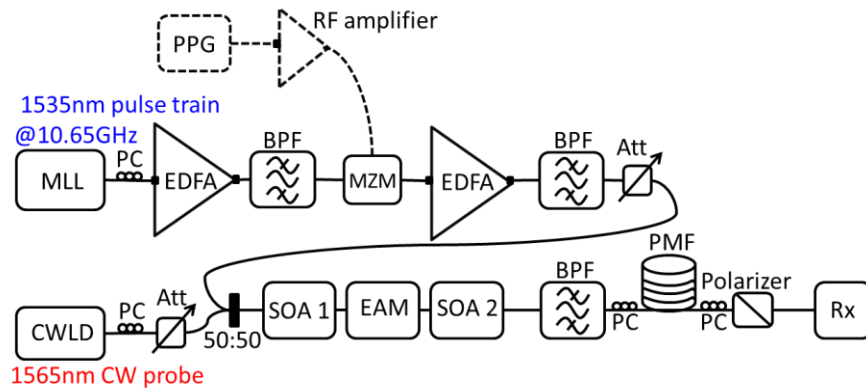 PPG
RF amplifier
1535nm pulse train
@10.65GHz
PC
MLL
EDFA
BPF
MZM
EDFA
BPF
Att
PMF
CWLD
PC
Att
50:50
SOA 1
EAM
SOA 2
BPF
PC
PC
Polarizer
Rx
1565nm CW probe